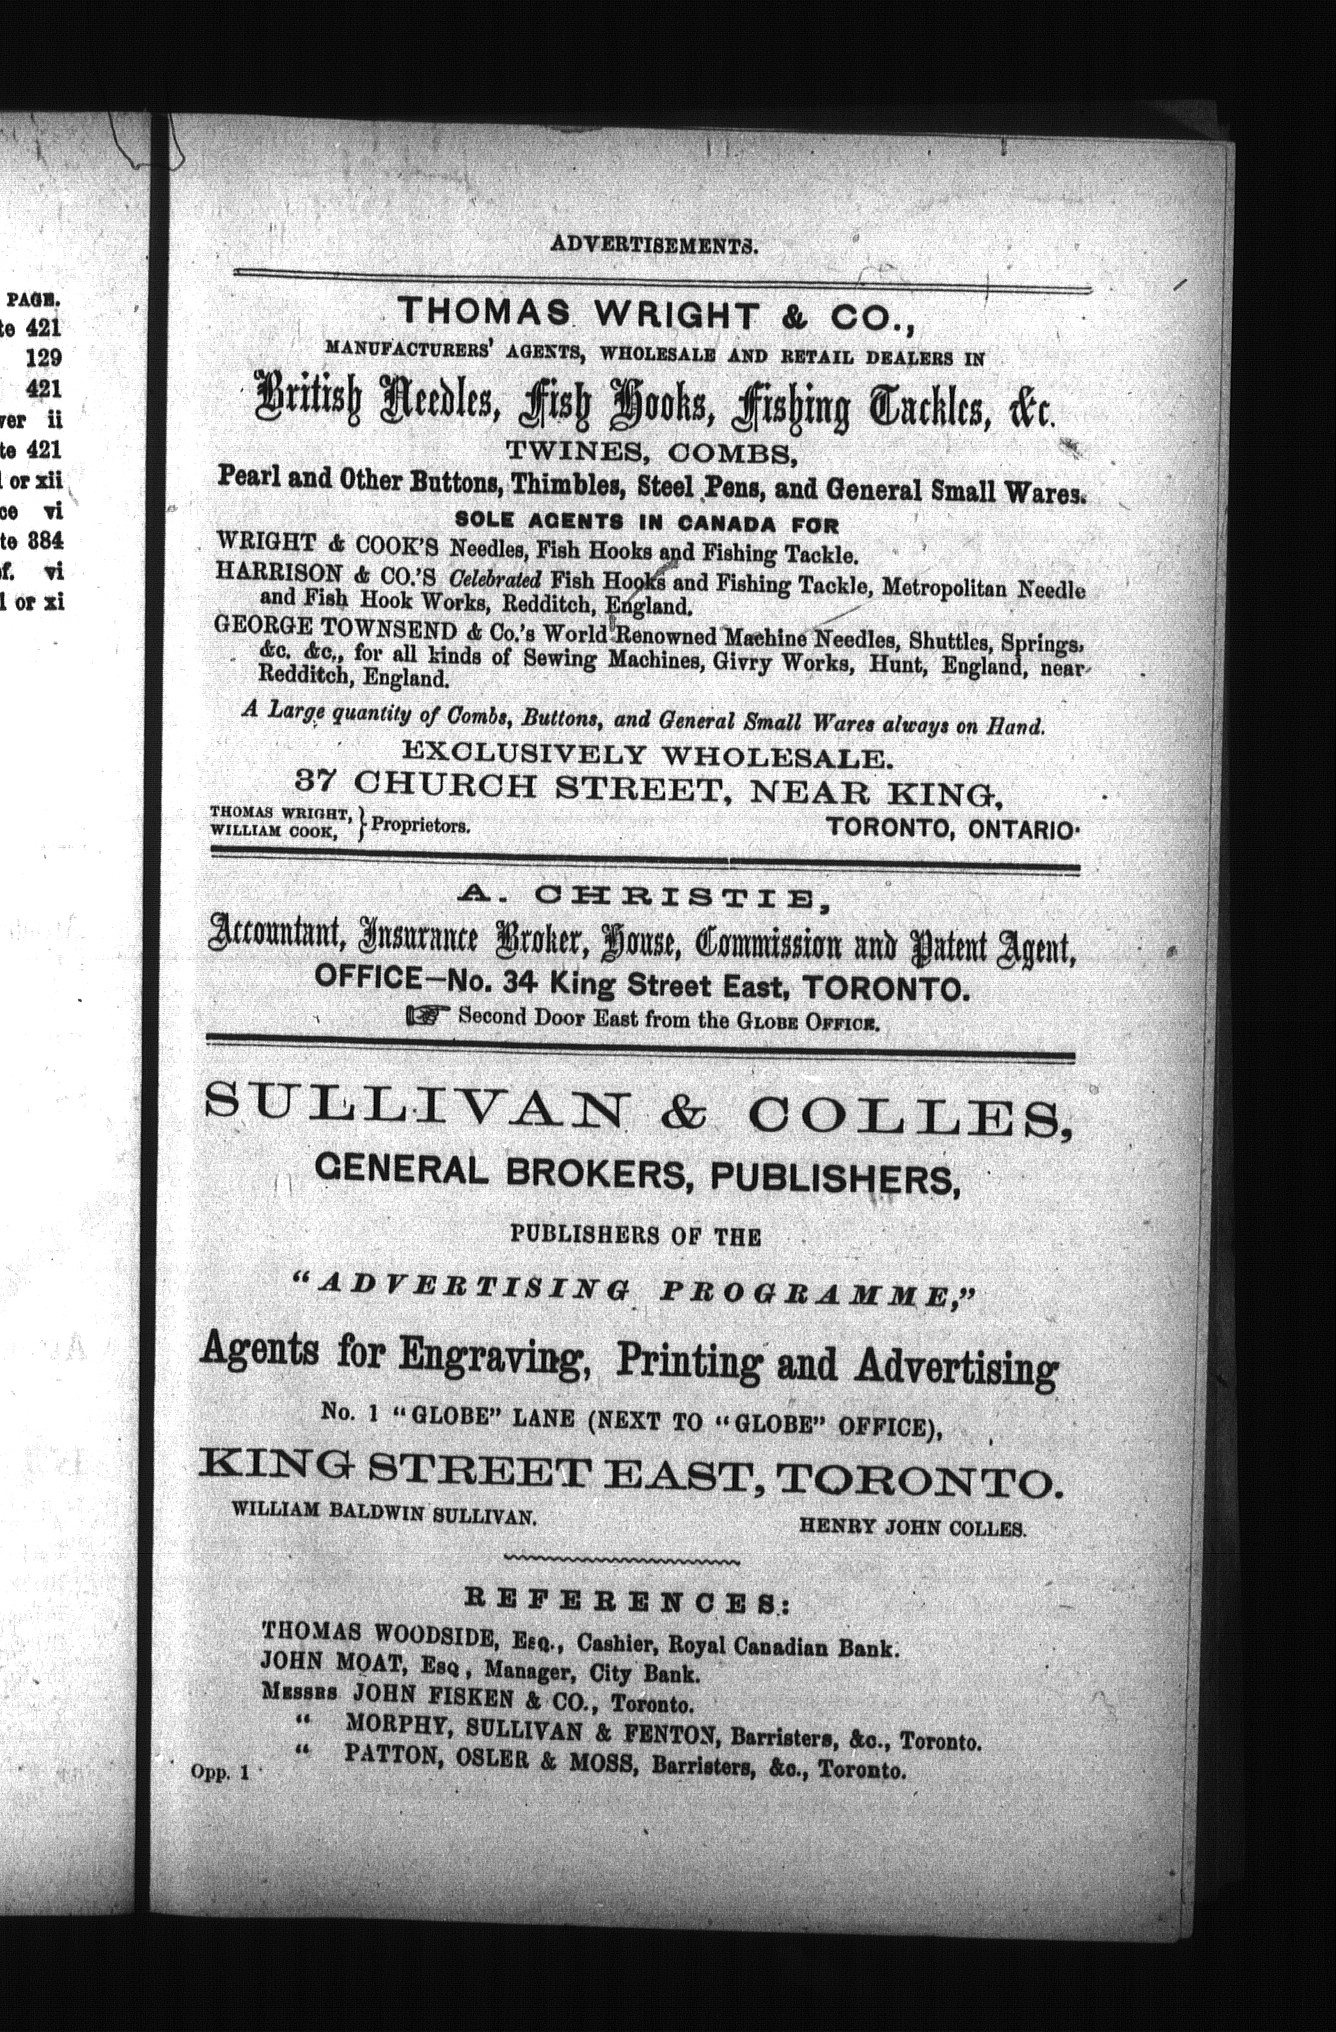 PAGE.
to 421
129
421
ver ii
te 421
l or xii
ce vi
to 384
f. vi
l or xi
ADVERTISEMENTS.
THOMAS WRIGHT & CO.,
MANUFACTURERS' AGENTS, WHOLESALE AND RETAIL DEALERS IN
British Needles, Fish Hooks, Fishing Tackles, &c.
TWINES, COMBS,
Pearl and Other Buttons, Thimbles, Steel Pens, and General Small Wares.
SOLE AGENTS IN CANADA FOR
WRIGHT & COOK'S Needles, Fish Hooks and Fishing Tackle.
HARRISON & CO.'S Celebrated Fish Hooks and Fishing Tackle, Metropolitan Needle
and Fish Hook Works, Redditch, England.
GEORGE TOWNSEND & Co.'s World Renowned Machine Needles, Shuttles, Springs,
&c. &c., for all kinds of Sewing Machines, Givry Works, Hunt, England, near
Redditch, England.
A Large quantity of Combs, Buttons, and General Small Wares always on Hand.
EXCLUSIVELY WHOLESALE.
37 CHURCH STREET, NEAR KING,
THOMAS WRIGHT,
WILLIAM COOK, } Proprietors.
TORONTO, ONTARIO.
A. CHRISTIE,
Accountant, Insurance Broker, House, Commission and Patent Agent,
OFFICE—No. 34 King Street East, TORONTO.
☞ Second Door East from the GLOBE OFFICE.
SULLIVAN & COLLES,
GENERAL BROKERS, PUBLISHERS,
PUBLISHERS OF THE
"ADVERTISING PROGRAMME,"
Agents for Engraving, Printing and Advertising
No. 1 "GLOBE" LANE (NEXT TO "GLOBE" OFFICE),
KING STREET EAST, TORONTO.
WILLIAM BALDWIN SULLIVAN.
HENRY JOHN COLLES.
REFERENCES:
THOMAS WOODSIDE, Esq., Cashier, Royal Canadian Bank.
JOHN MOAT, Esq, Manager, City Bank.
MESSRS JOHN FISKEN & CO., Toronto.
" MORPHY, SULLIVAN & FENTON, Barristers, &c., Toronto.
" PATTON, OSLER & MOSS, Barristers, &c., Toronto.
Opp. 1